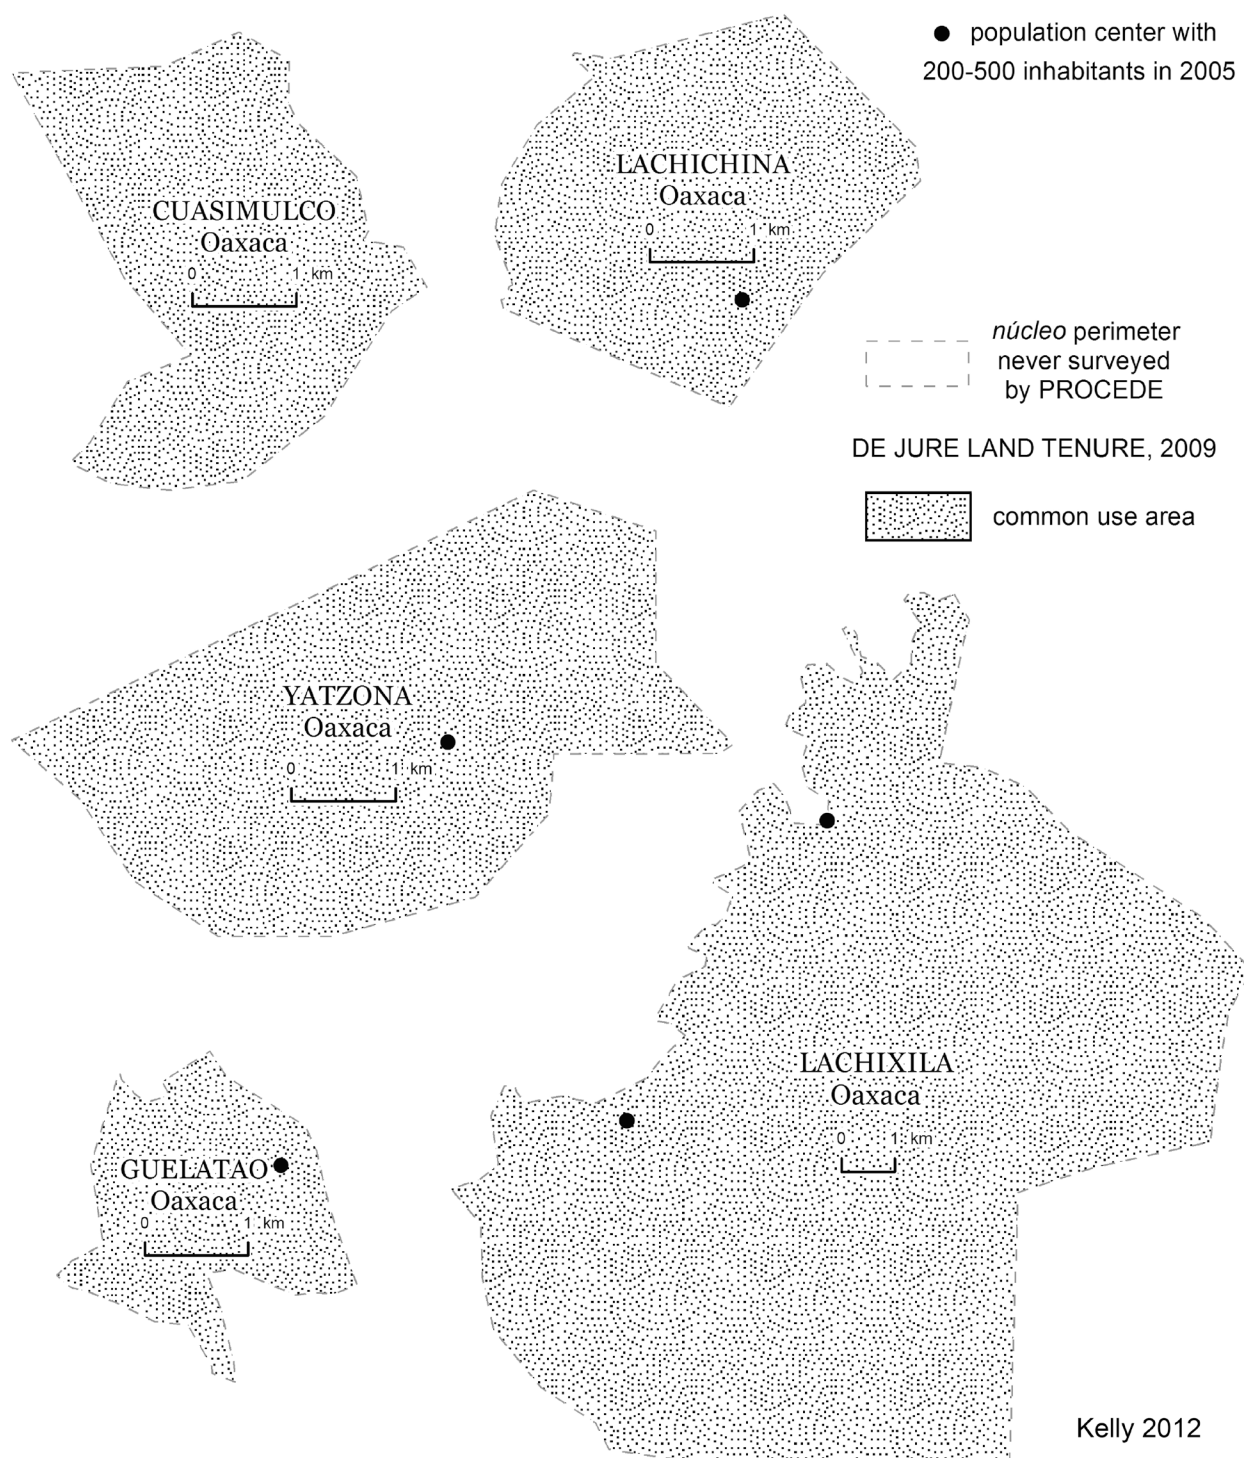 population center with
200-500 inhabitants in 2005
LACHICHINA
Oaxaca
0 1 km
CUASIMULCO
Oaxaca
0 1 km
núcleo perimeter
never surveyed
by PROCEDE
DE JURE LAND TENURE, 2009
common use area
YATZONA
Oaxaca
0 1 km
LACHIXILA
Oaxaca
0 1 km
GUELATAO
Oaxaca
0 1 km
Kelly 2012